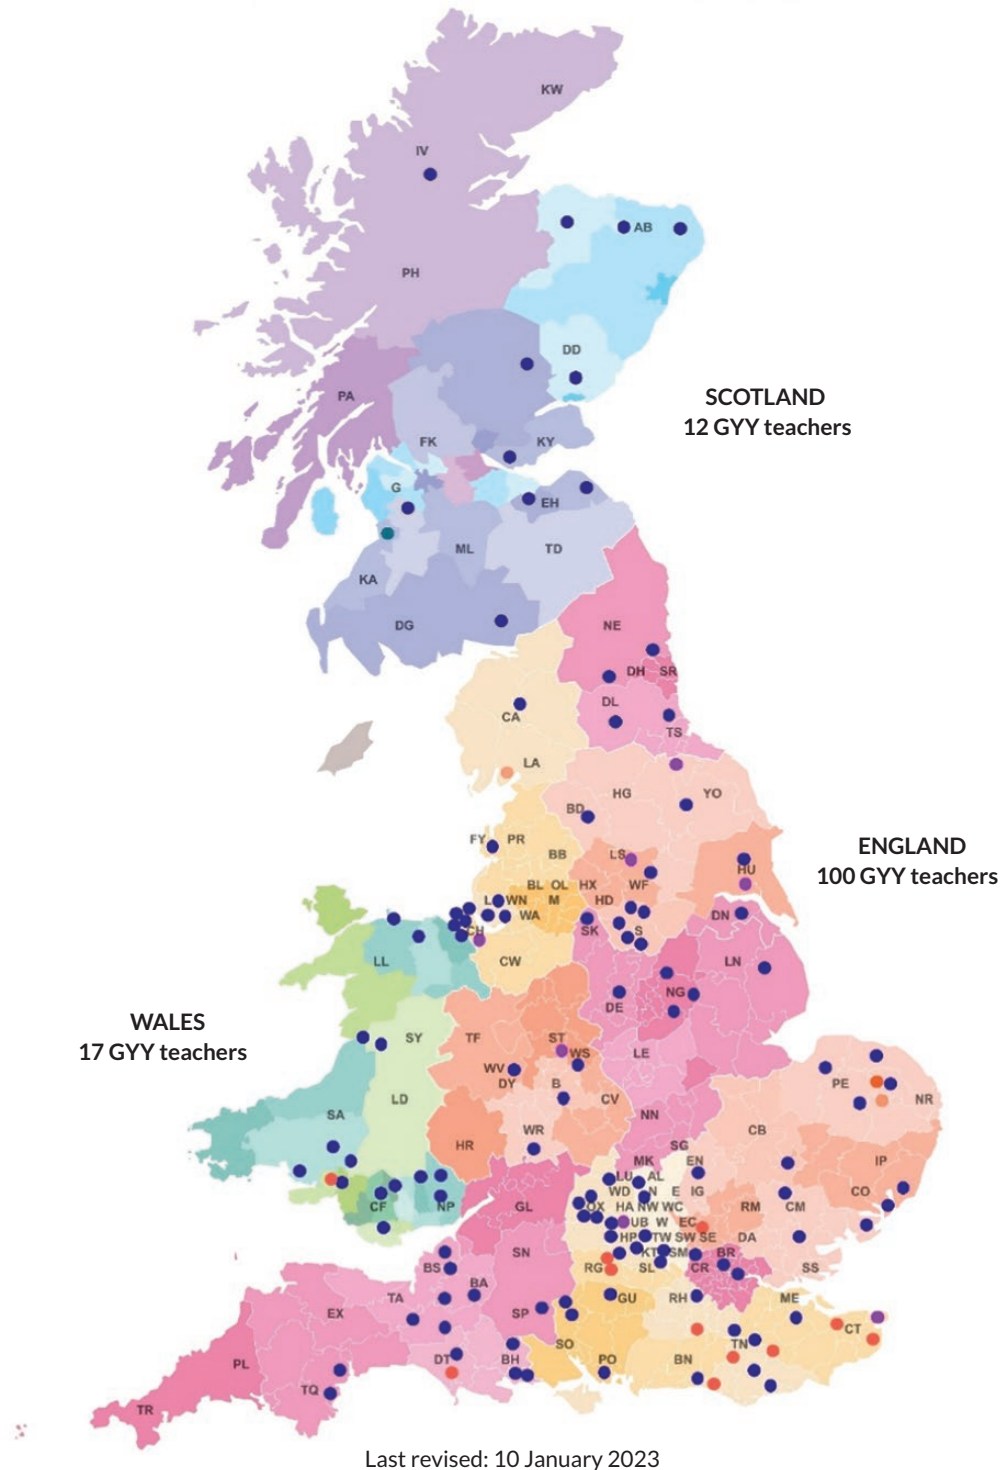 KW
IV
AB
PH
DD
PA
SCOTLAND
12 GYY teachers
FK
KY
G
EH
ML
TD
KA
DG
NE
DH
SR
DL
CA
TS
LA
HG
YO
BD
FY
PR
ENGLAND
100 GYY teachers
BB
LS
HU
BL
OL
HX
WF
L
WN
M
HD
WA
DN
CH
SK
S
LL
CW
LN
NG
DE
WALES
17 GYY teachers
SY
TF
ST
WS
LE
WV
DY
B
PE
NR
LD
CV
SA
NN
WR
CB
HR
SG
MK
EN
IP
LU
AL
WD
N
E
IG
CO
CF
NP
GL
OX
HA
NW
WC
RM
CM
UB
W
EC
HP
TW
SW
SE
DA
SN
KT
SM
BR
BS
RG
SL
CR
SS
BA
TA
GU
RH
ME
EX
SP
CT
SO
TN
DT
BH
PO
BN
PL
TQ
TR
Last revised: 10 January 2023